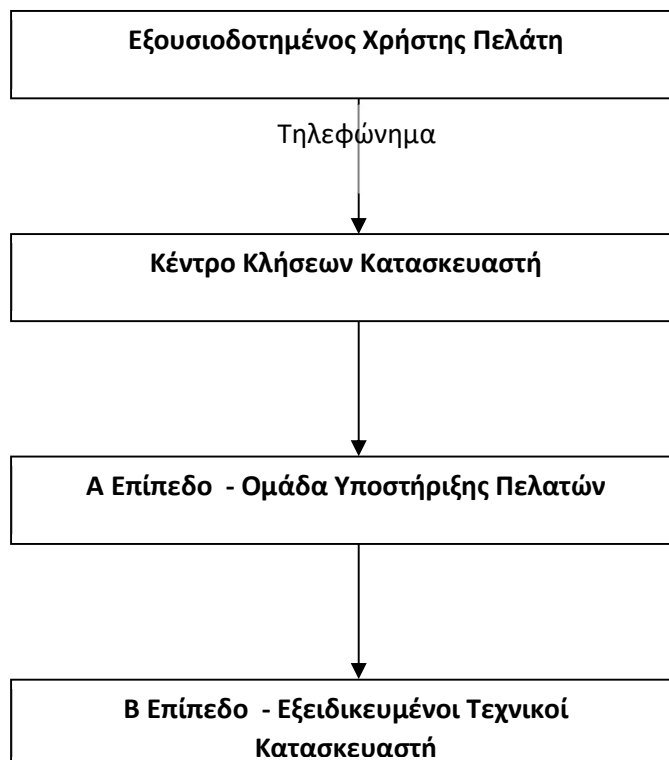 Εξουσιοδοτημένος Χρήστης Πελάτη
Τηλεφώνημα
Κέντρο Κλήσεων Κατασκευαστή
Α Επίπεδο  - Ομάδα Υποστήριξης Πελατών
Β Επίπεδο  - Εξειδικευμένοι Τεχνικοί
Κατασκευαστή